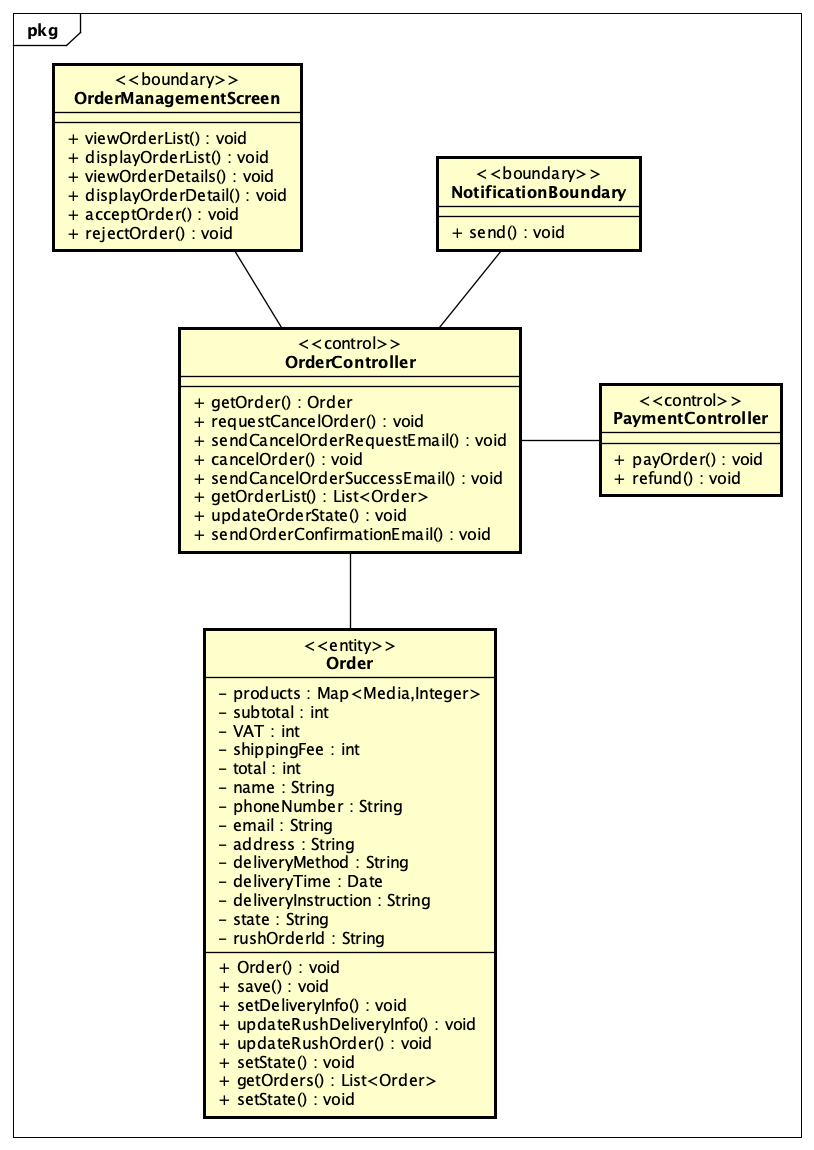 pkg
<<boundary>>
OrderManagementScreen
+ viewOrderList() : void
+ displayOrderList() : void
+ viewOrderDetails() : void
+ displayOrderDetail() : void
+ acceptOrder() : void
+ rejectOrder() : void
<<boundary>>
NotificationBoundary
+ send() : void
<<control>>
OrderController
+ getOrder() : Order
+ requestCancelOrder() : void
+ sendCancelOrderRequestEmail() : void
+ cancelOrder() : void
+ sendCancelOrderSuccessEmail() : void
+ getOrderList() : List<Order>
+ updateOrderState() : void
+ sendOrderConfirmationEmail() : void
<<control>>
PaymentController
+ payOrder() : void
+ refund() : void
<<entity>>
Order
- products : Map<Media,Integer>
- subtotal : int
- VAT : int
- shippingFee : int
- total : int
- name : String
- phoneNumber : String
- email : String
- address : String
- deliveryMethod : String
- deliveryTime : Date
- deliveryInstruction : String
- state : String
- rushOrderId : String
+ Order() : void
+ save() : void
+ setDeliveryInfo() : void
+ updateRushDeliveryInfo() : void
+ updateRushOrder() : void
+ setState() : void
+ getOrders() : List<Order>
+ setState() : void